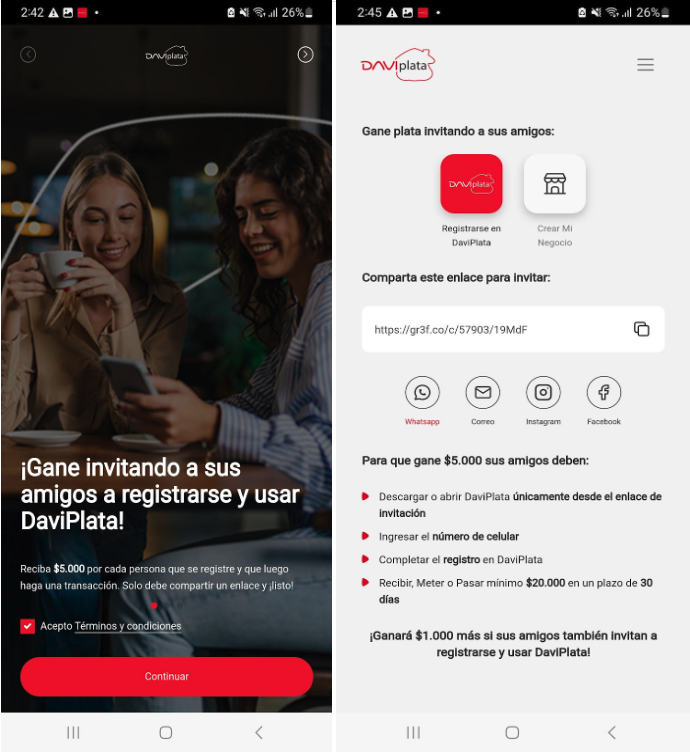 2:42
26%
DAVIplata
¡Gane invitando a sus
amigos a registrarse y usar
DaviPlata!
Reciba $5.000 por cada persona que se registre y que luego
haga una transacción. Solo debe compartir un enlace y ¡listo!
Acepto Términos y condiciones
Continuar
2:45
26%
DAVIplata
Gane plata invitando a sus amigos:
DAVIplata
Registrarse en
DaviPlata
Crear Mi
Negocio
Comparta este enlace para invitar:
https://gr3f.co/c/57903/19MdF
Whatsapp
Correo
Instagram
Facebook
Para que gane $5.000 sus amigos deben:
Descargar o abrir DaviPlata únicamente desde el enlace de
invitación
Ingresar el número de celular
Completar el registro en DaviPlata
Recibir, Meter o Pasar mínimo $20.000 en un plazo de 30
días
¡Ganará $1.000 más si sus amigos también invitan a
registrarse y usar DaviPlata!